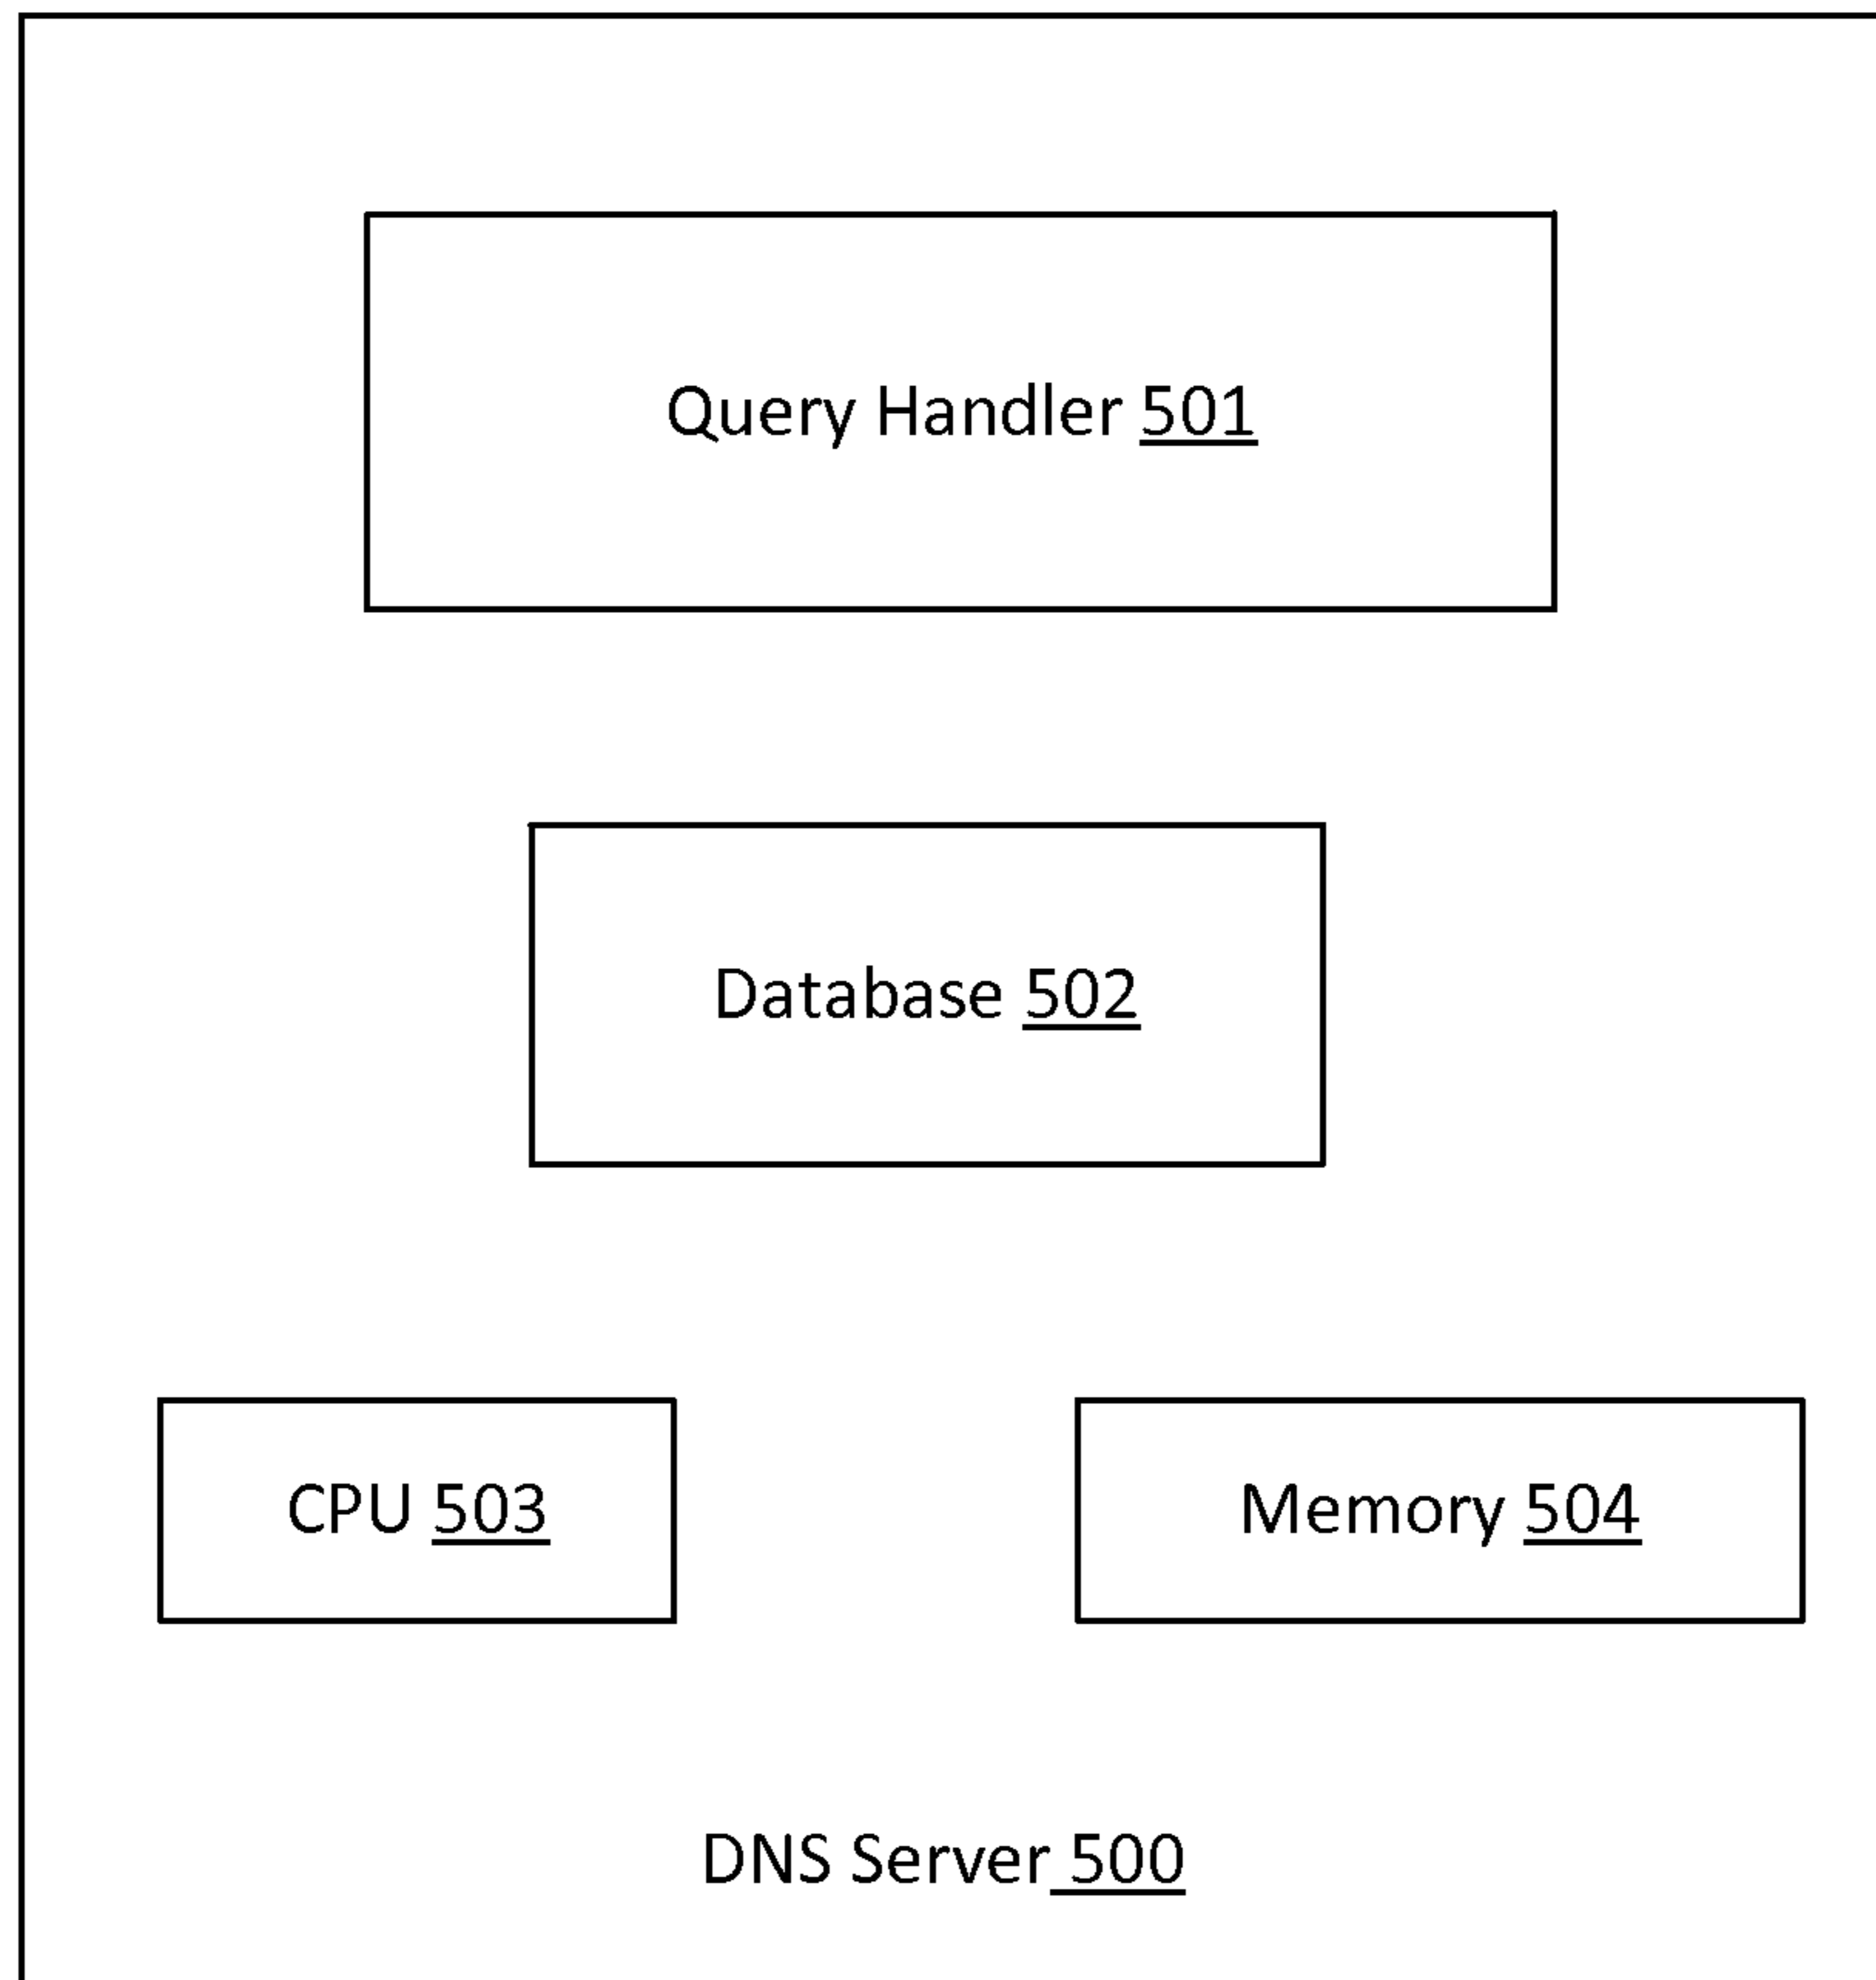 Query Handler 501
Database 502
CPU 503
Memory 504
DNS Server 500